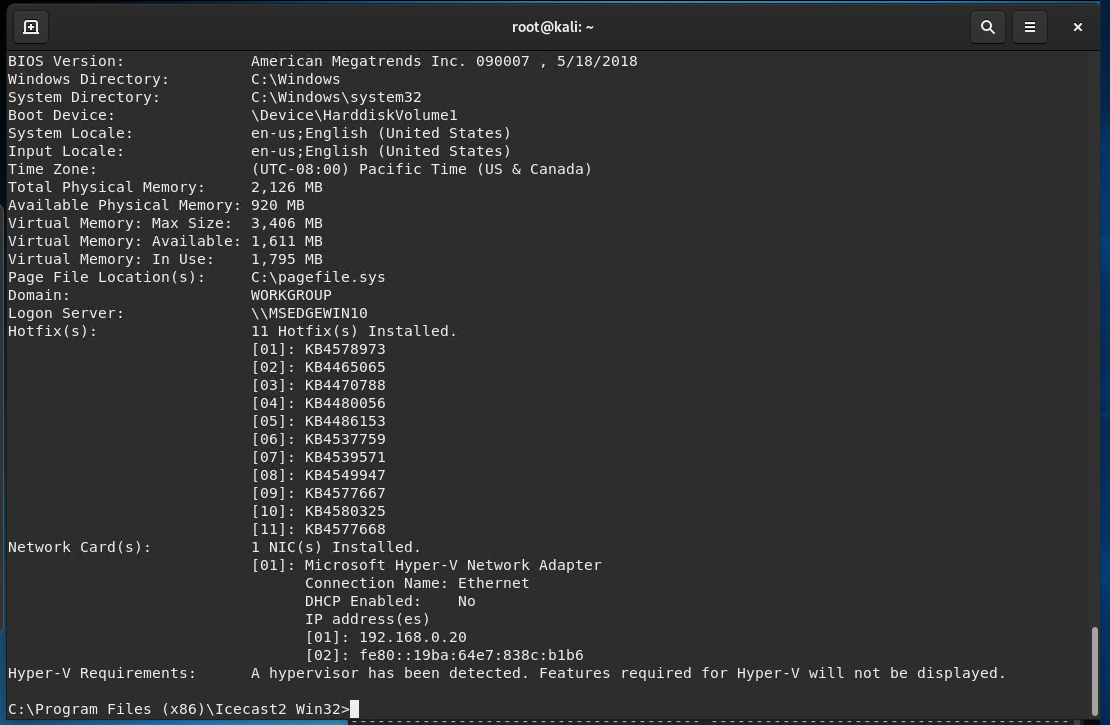 root@kali: ~
BIOS Version:              American Megatrends Inc. 090007 , 5/18/2018
Windows Directory:         C:\Windows
System Directory:          C:\Windows\system32
Boot Device:               \Device\HarddiskVolume1
System Locale:             en-us;English (United States)
Input Locale:              en-us;English (United States)
Time Zone:                 (UTC-08:00) Pacific Time (US & Canada)
Total Physical Memory:     2,126 MB
Available Physical Memory: 920 MB
Virtual Memory: Max Size:  3,406 MB
Virtual Memory: Available: 1,611 MB
Virtual Memory: In Use:    1,795 MB
Page File Location(s):     C:\pagefile.sys
Domain:                    WORKGROUP
Logon Server:              \\MSEDGEWIN10
Hotfix(s):                 11 Hotfix(s) Installed.
                           [01]: KB4578973
                           [02]: KB4465065
                           [03]: KB4470788
                           [04]: KB4480056
                           [05]: KB4486153
                           [06]: KB4537759
                           [07]: KB4539571
                           [08]: KB4549947
                           [09]: KB4577667
                           [10]: KB4580325
                           [11]: KB4577668
Network Card(s):           1 NIC(s) Installed.
                           [01]: Microsoft Hyper-V Network Adapter
                                 Connection Name: Ethernet
                                 DHCP Enabled:    No
                                 IP address(es)
                                 [01]: 192.168.0.20
                                 [02]: fe80::19ba:64e7:838c:b1b6
Hyper-V Requirements:      A hypervisor has been detected. Features required for Hyper-V will not be displayed.
C:\Program Files (x86)\Icecast2 Win32>